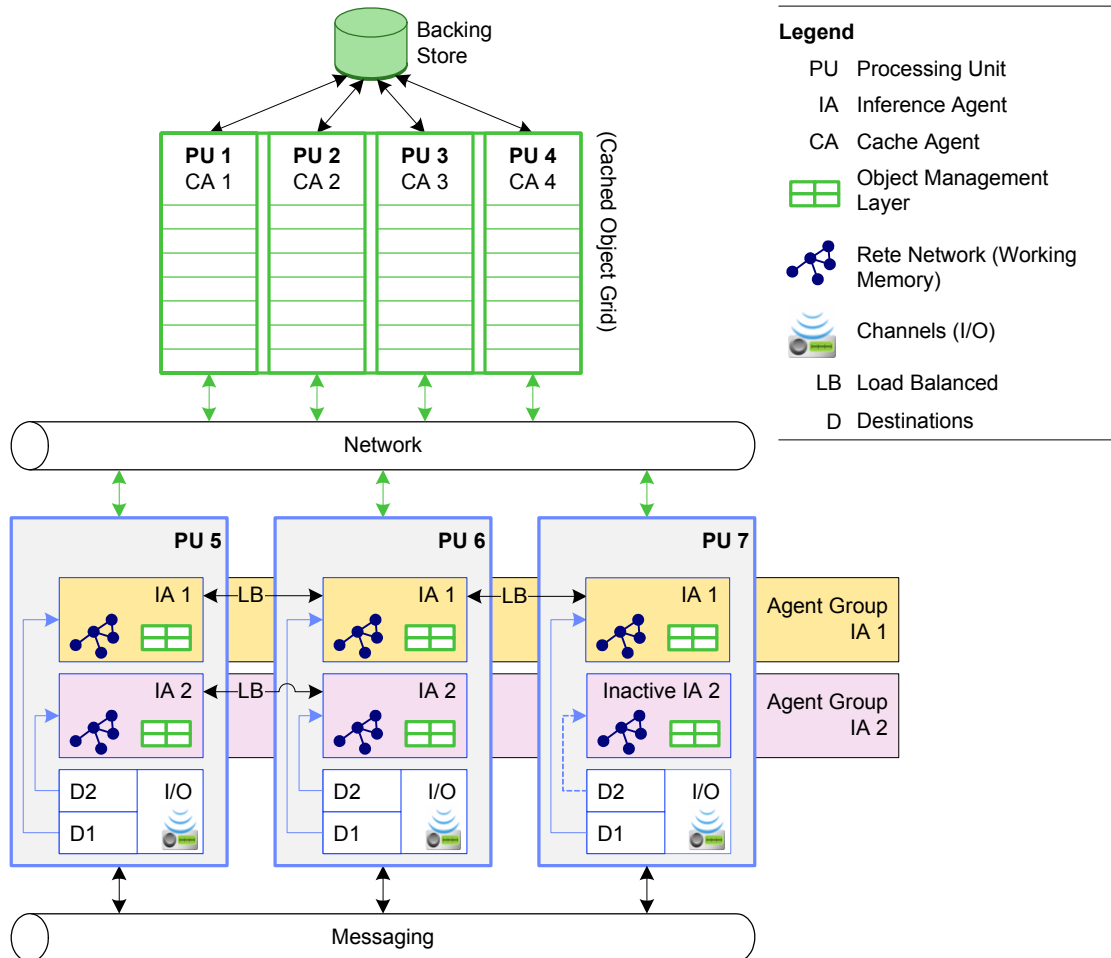 Backing
Store
PU 1
CA 1
PU 2
CA 2
PU 3
CA 3
PU 4
CA 4
(Cached Object Grid)
Network
PU 5
PU 6
PU 7
IA 1
LB
IA 1
LB
IA 1
Agent Group
IA 1
IA 2
LB
IA 2
Inactive IA 2
Agent Group
IA 2
D2
I/O
D1
D2
I/O
D1
D2
I/O
D1
Messaging
Legend
PU Processing Unit
IA Inference Agent
CA Cache Agent
Object Management
Layer
Rete Network (Working
Memory)
Channels (I/O)
LB Load Balanced
D Destinations